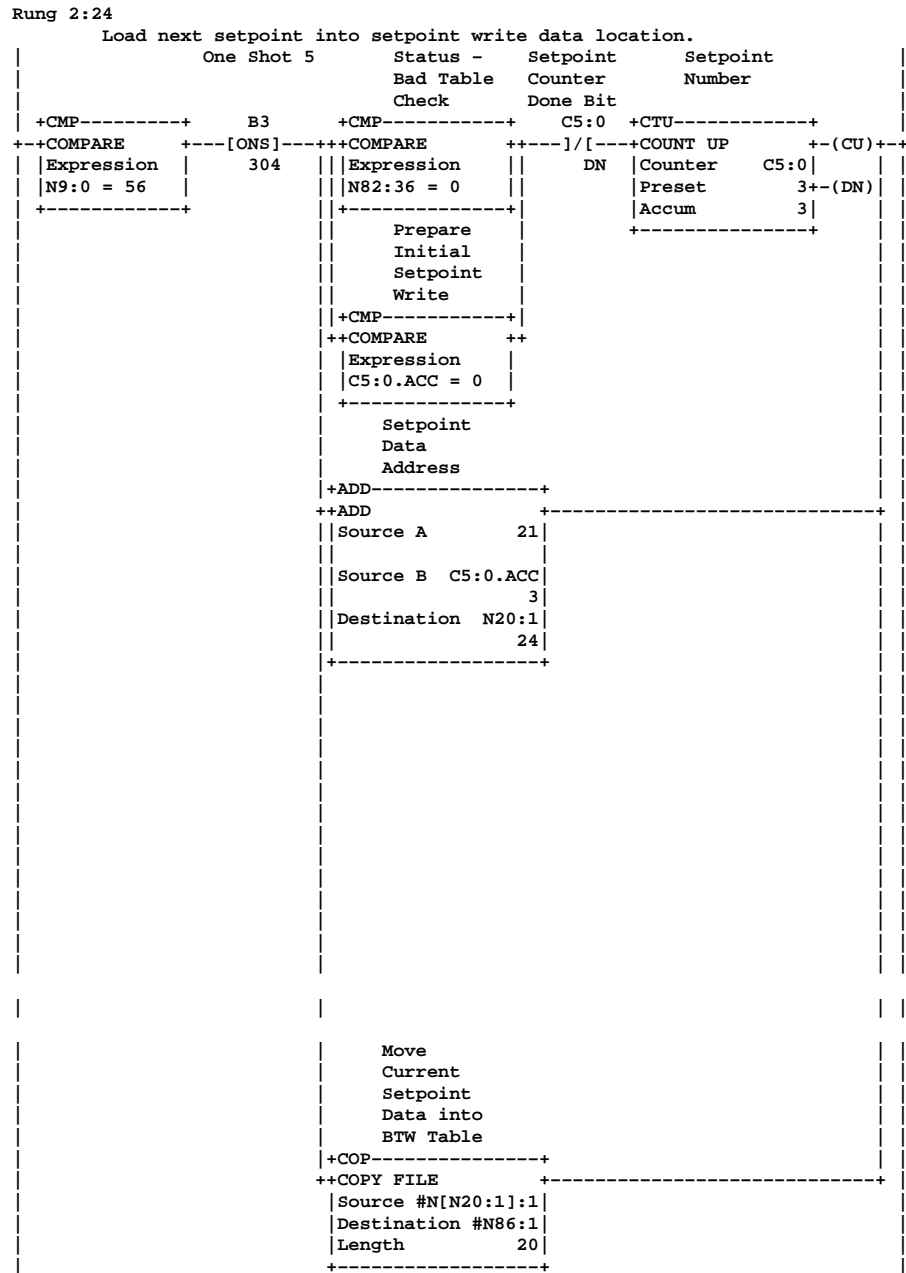 Rung 2:24
Load next setpoint into setpoint write data location.
|                One Shot 5       Status –    Setpoint      Setpoint           |
|                                 Bad Table   Counter       Number             |
|                                 Check       Done Bit                         |
| +CMP–––––––––+     B3      +CMP–––––––––––+    C5:0  +CTU––––––––––––+       |
+–+COMPARE     +–––[ONS]–––+++COMPARE       ++–––]/[–––+COUNT UP       +–(CU)+–+
| |Expression  |     304   |||Expression    ||     DN  |Counter    C5:0|     | |
| |N9:0 = 56   |           |||N82:36 = 0    ||         |Preset        3+–(DN)| |
| +––––––––––––+           ||+––––––––––––––+|         |Accum         3|     | |
|                          ||    Prepare     |         +–––––––––––––––+     | |
|                          ||    Initial     |                               | |
|                          ||    Setpoint    |                               | |
|                          ||    Write       |                               | |
|                          ||+CMP–––––––––––+|                               | |
|                          |++COMPARE       ++                               | |
|                          | |Expression    |                                | |
|                          | |C5:0.ACC = 0  |                                | |
|                          | +––––––––––––––+                                | |
|                          |     Setpoint                                    | |
|                          |     Data                                        | |
|                          |     Address                                     | |
|                          |+ADD–––––––––––––––+                             | |
|                          ++ADD               +–––––––––––––––––––––––––––––+ |
|                          ||Source A        21|                             | |
|                          ||                  |                             | |
|                          ||Source B  C5:0.ACC|                             | |
|                          ||                 3|                             | |
|                          ||Destination  N20:1|                             | |
|                          ||                24|                             | |
|                          |+––––––––––––––––––+                             | |
|                          |     Move                                        | |
|                          |     Current                                     | |
|                          |     Setpoint                                    | |
|                          |     Data into                                   | |
|                          |     BTW Table                                   | |
|                          |+COP–––––––––––––––+                             | |
|                          ++COPY FILE         +–––––––––––––––––––––––––––––+ |
|                           |Source #N[N20:1]:1|                               |
|                           |Destination #N86:1|                               |
|                           |Length          20|                               |
|                           +––––––––––––––––––+                               |